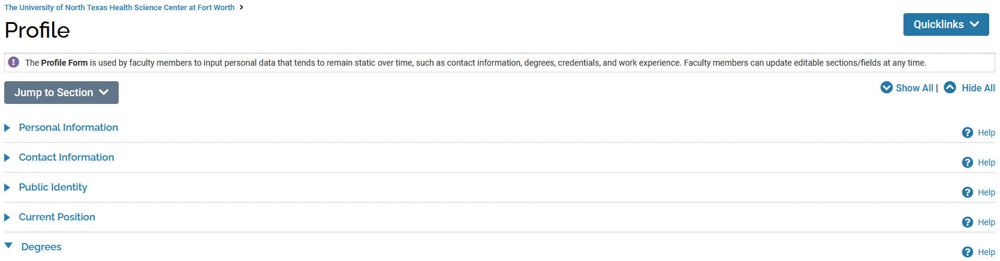 The University of North Texas Health Science Center at Fort Worth
Profile
Quicklinks
The Profile Form is used by faculty members to input personal data that tends to remain static over time, such as contact information, degrees, credentials, and work experience. Faculty members can update editable sections/fields at any time.
Jump to Section
Show All | Hide All
Personal Information
Help
Contact Information
Help
Public Identity
Help
Current Position
Help
Degrees
Help